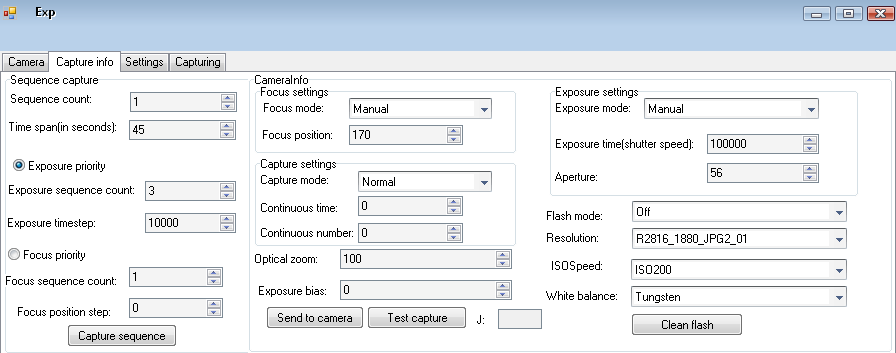 Exp
Camera Capture info Settings Capturing
Sequence capture
Sequence count: 1
Time span(in seconds): 45
Exposure priority
Exposure sequence count: 3
Exposure timestep: 10000
Focus priority
Focus sequence count: 1
Focus position step: 0
Capture sequence
CameraInfo
Focus settings
Focus mode: Manual
Focus position: 170
Capture settings
Capture mode: Normal
Continuous time: 0
Continuous number: 0
Optical zoom: 100
Exposure bias: 0
Send to camera Test capture J:
Exposure settings
Exposure mode: Manual
Exposure time(shutter speed): 100000
Aperture: 56
Flash mode: Off
Resolution: R2816_1880_JPG2_01
ISOSpeed: ISO200
White balance: Tungsten
Clean flash